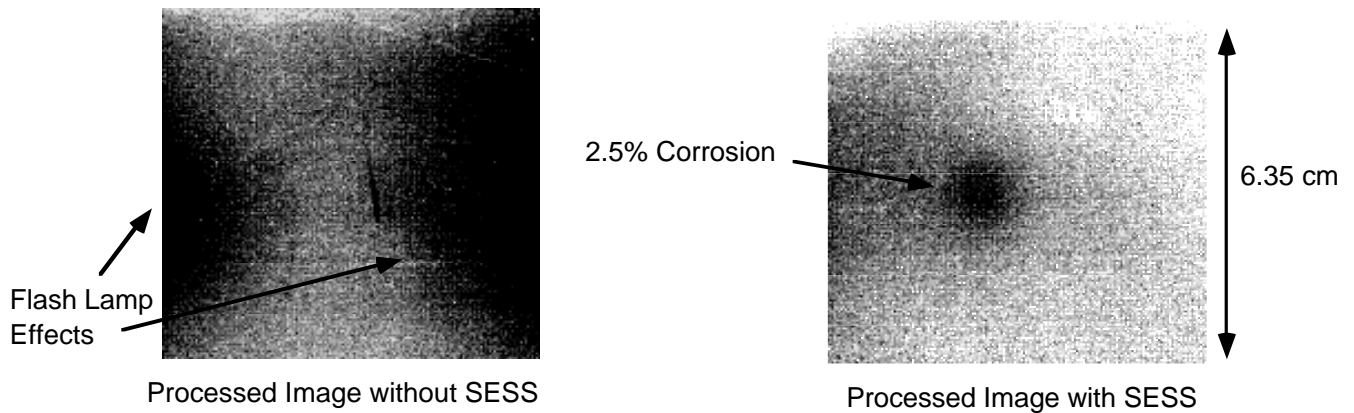 2.5% Corrosion
6.35 cm
Flash Lamp
Effects
Processed Image without SESS
Processed Image with SESS